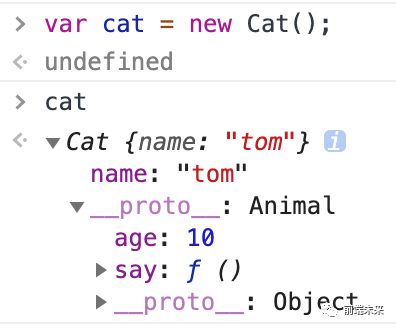 > var cat = new Cat();
<· undefined
> cat
<· ▼Cat {name: "tom"} i
name: "tom"
▼__proto__: Animal
age: 10
▶say: ƒ ()
▶__proto__: Object
前端未来